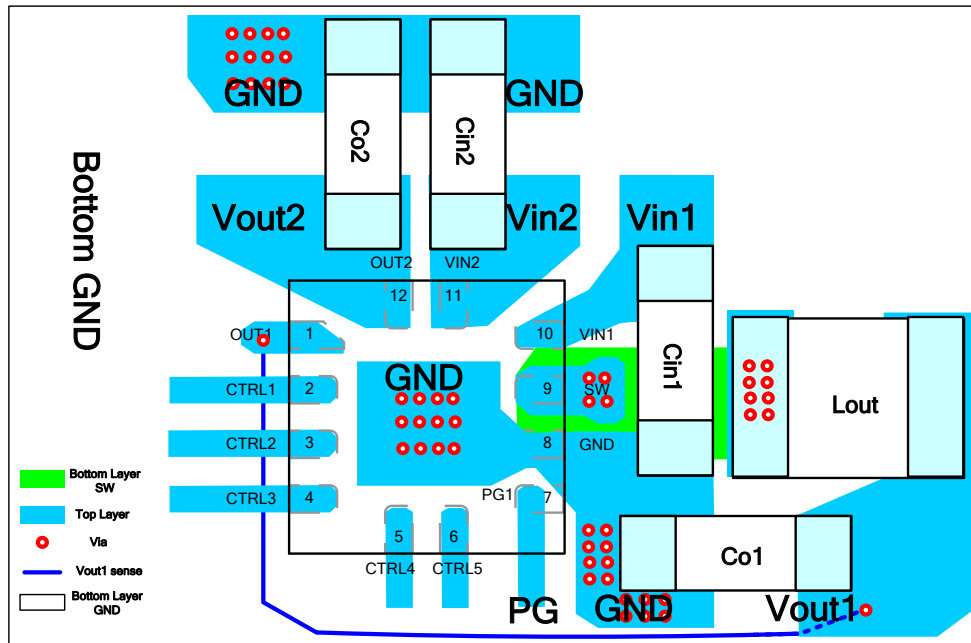 GND
GND
Co2
Cin2
Bottom GND
Vout2
Vin2
Vin1
OUT2
VIN2
12
11
OUT1
1
10
VIN1
CTRL1
2
GND
9
SW
Cin1
Lout
CTRL2
3
8
GND
CTRL3
4
PG1
7
5
6
CTRL4
CTRL5
Co1
PG
GND
Vout1
Bottom Layer
SW
Top Layer
Via
Vout1 sense
Bottom Layer
GND